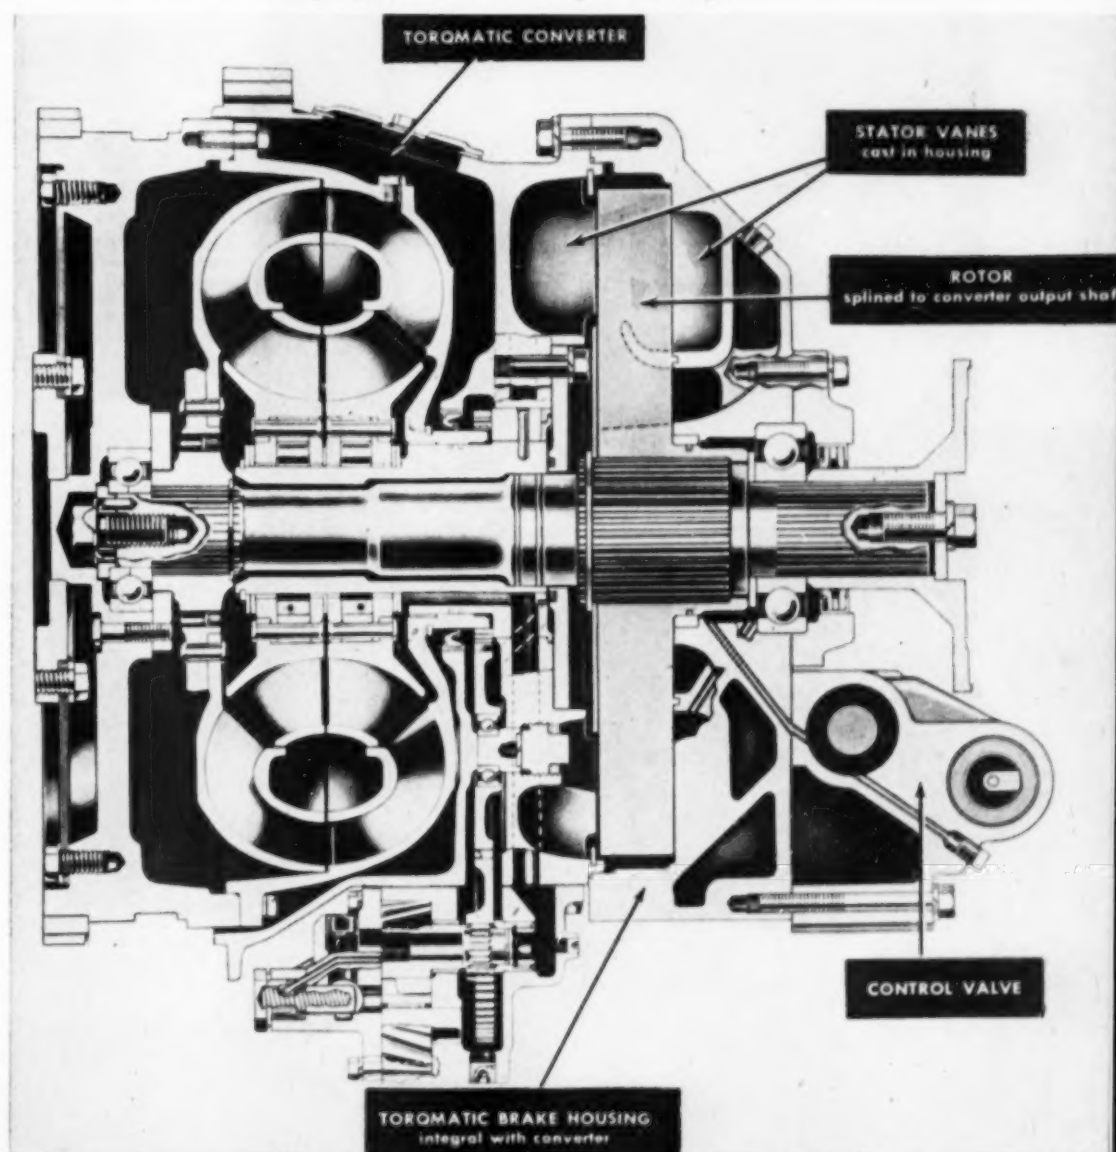 TORQMATIC CONVERTER
STATOR VANES
cast in housing
ROTOR
splined to converter output shaft
CONTROL VALVE
TORQMATIC BRAKE HOUSING
integral with converter